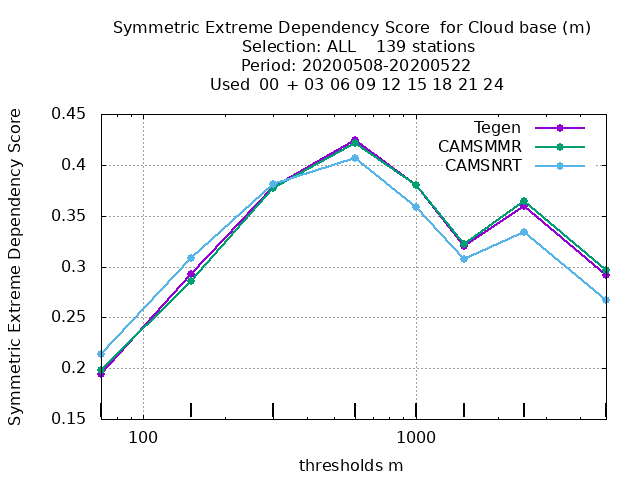 Symmetric Extreme Dependency Score  for Cloud base (m)
Selection: ALL    139 stations
Period: 20200508-20200522
Used  00 + 03 06 09 12 15 18 21 24
Symmetric Extreme Dependency Score
0.45
0.4
0.35
0.3
0.25
0.2
0.15
Tegen
CAMSMMR
CAMSNRT
100
1000
thresholds m